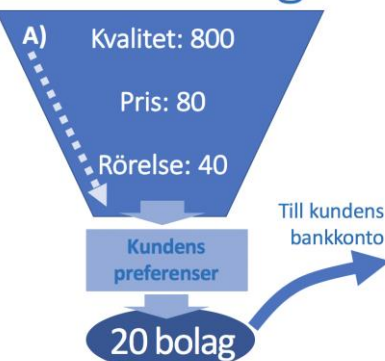 A)
Kvalitet: 800
Pris: 80
Rörelse: 40
Till kundens
bankkonto
Kundens
preferenser
20 bolag